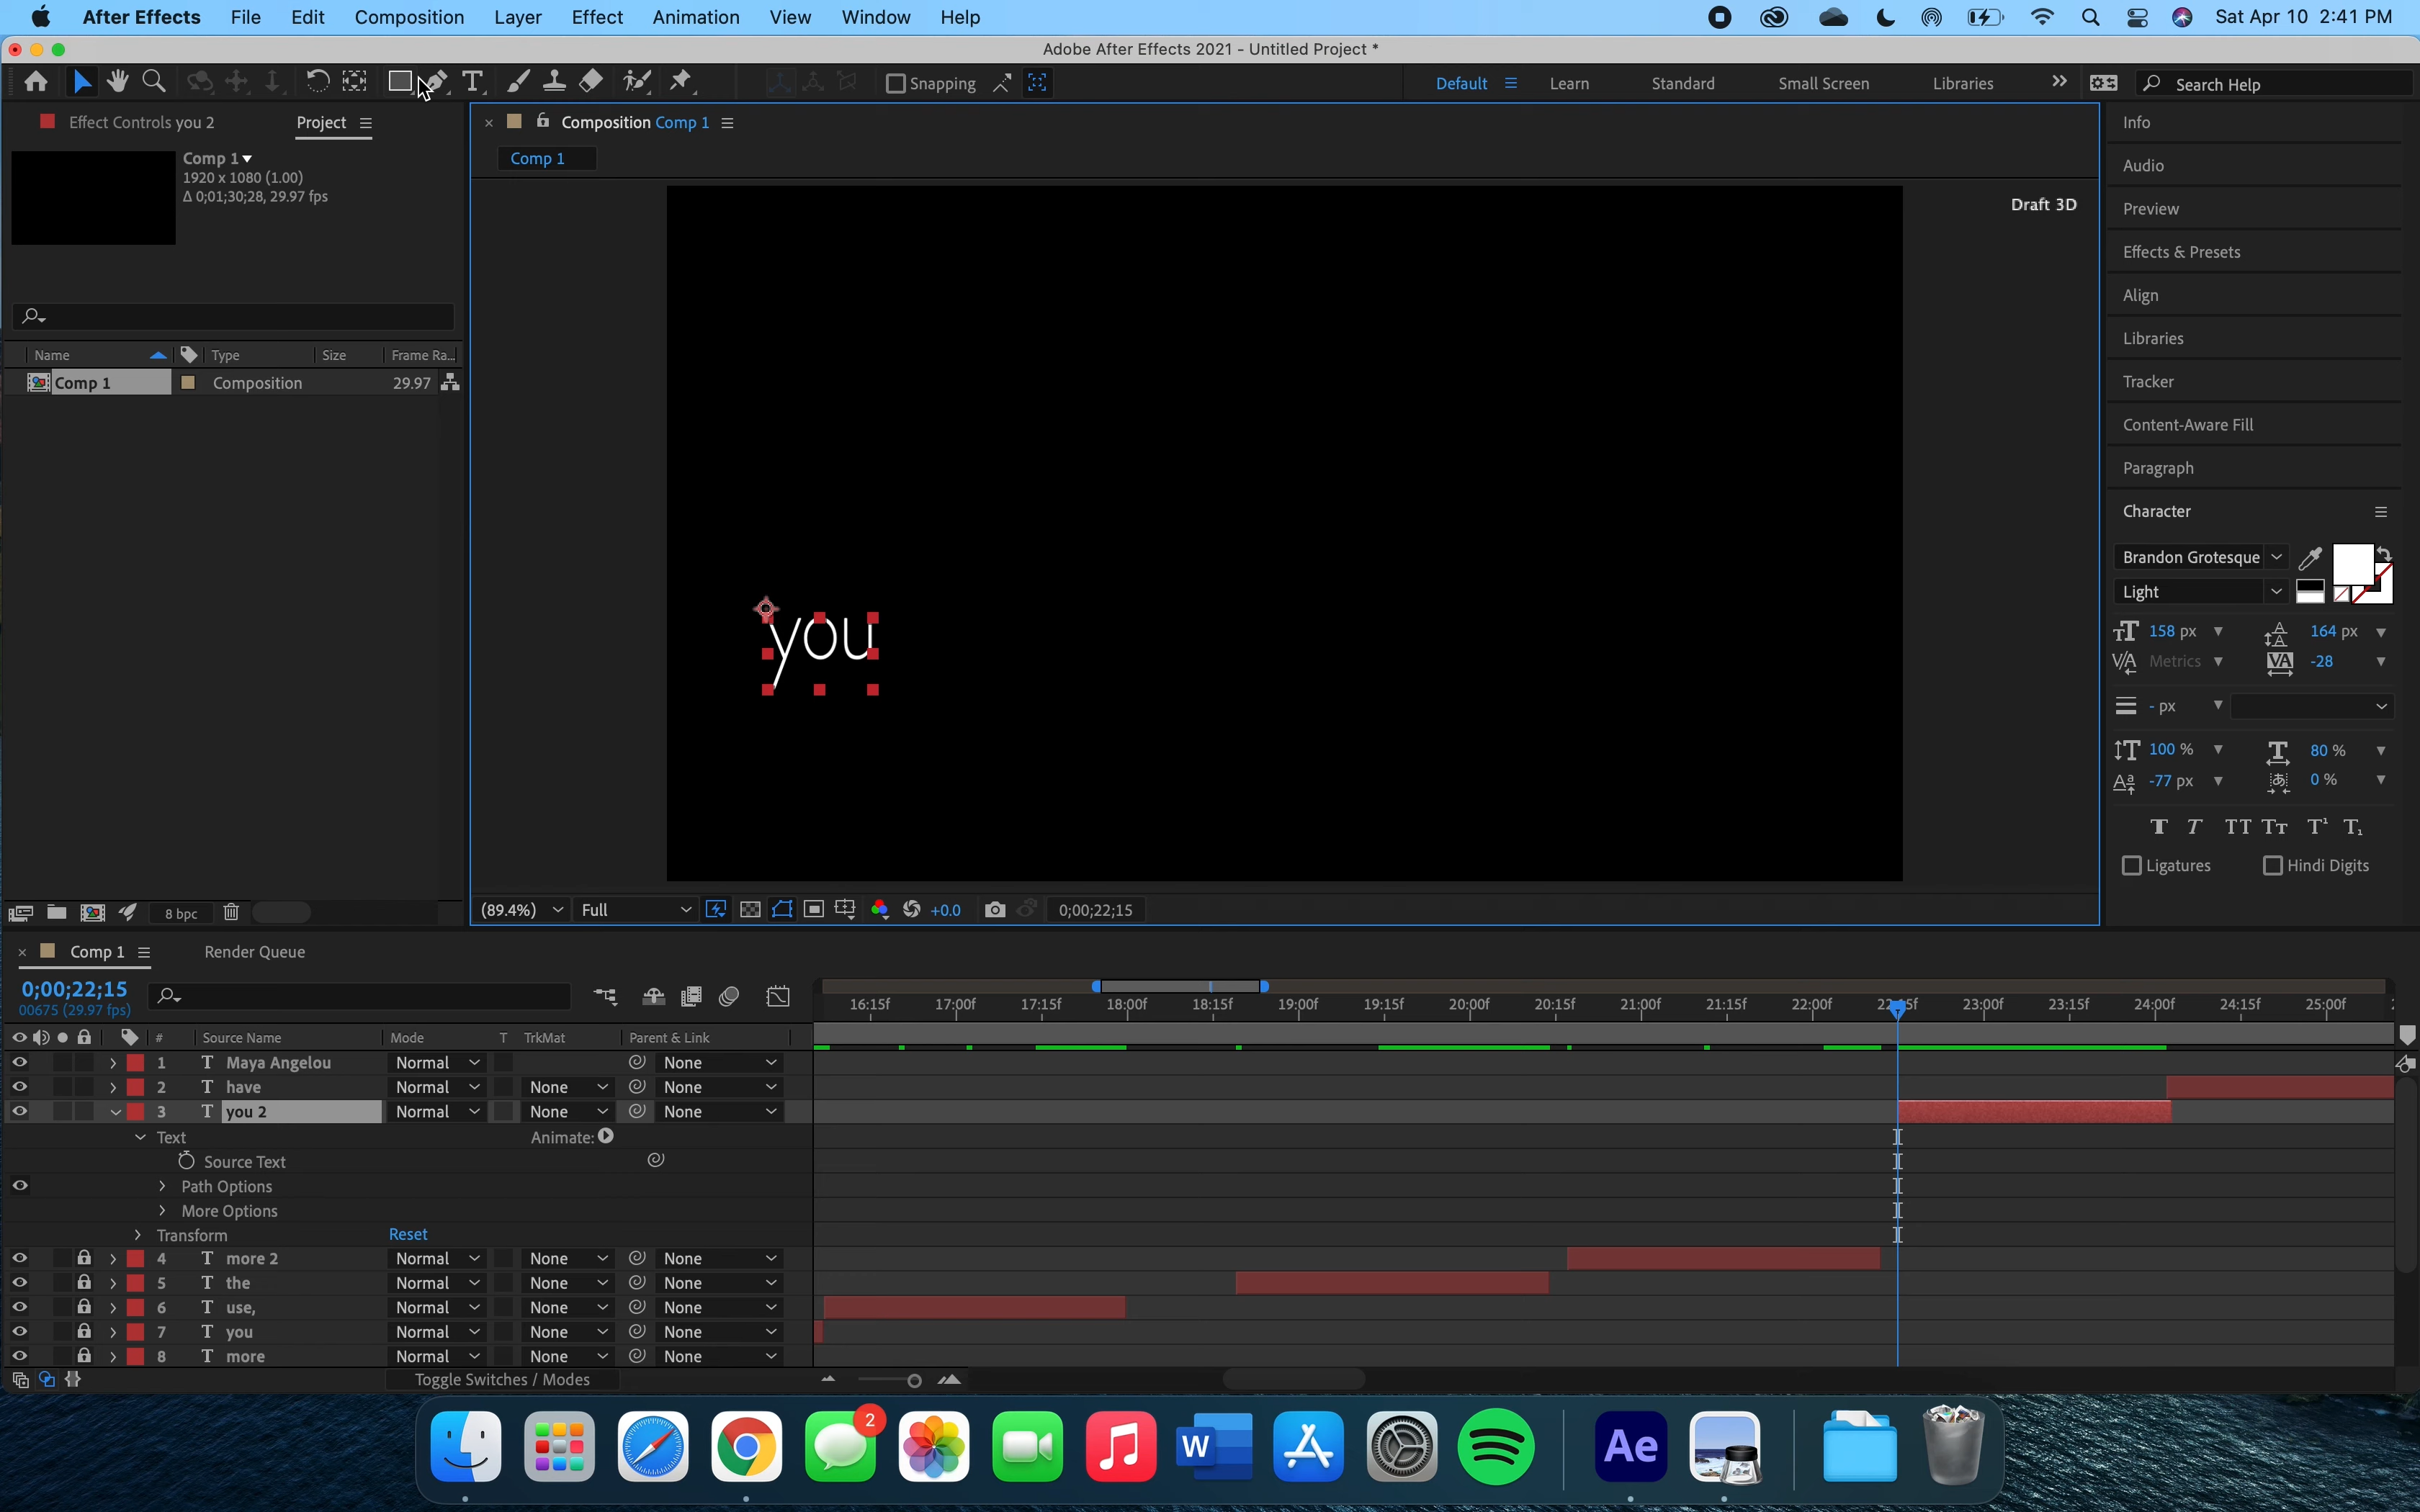 After Effects File Edit Composition Layer Effect Animation View Window Help Sat Apr 10 2:41 PM
Adobe After Effects 2021 - Untitled Project *
Snapping Default Learn Standard Small Screen Libraries Search Help
Effect Controls you 2 Project
Composition Comp 1
Comp 1
Comp 1
1920 x 1080 (1.00)
Δ 0;01;30;28, 29.97 fps
Name Type Size Frame Ra...
Comp 1 Composition 29.97
8 bpc
Draft 3D
you
(89.4%) Full +0.0 0;00;22;15
Info
Audio
Preview
Effects & Presets
Align
Libraries
Tracker
Content-Aware Fill
Paragraph
Character
Brandon Grotesque
Light
158 px 164 px
Metrics -28
- px
100 % 80 %
-77 px 0 %
Ligatures Hindi Digits
Comp 1 Render Queue
0;00;22;15
00675 (29.97 fps)
16:15f 17:00f 17:15f 18:00f 18:15f 19:00f 19:15f 20:00f 20:15f 21:00f 21:15f 22:00f 23:00f 23:15f 24:00f 24:15f 25:00f
# Source Name Mode T TrkMat Parent & Link
1 T Maya Angelou Normal None
2 T have Normal None None
3 T you 2 Normal None None
Text Animate:
Source Text
Path Options
More Options
Transform Reset
4 T more 2 Normal None None
5 T the Normal None None
6 T use, Normal None None
7 T you Normal None None
8 T more Normal None None
Toggle Switches / Modes
2
W
Ae